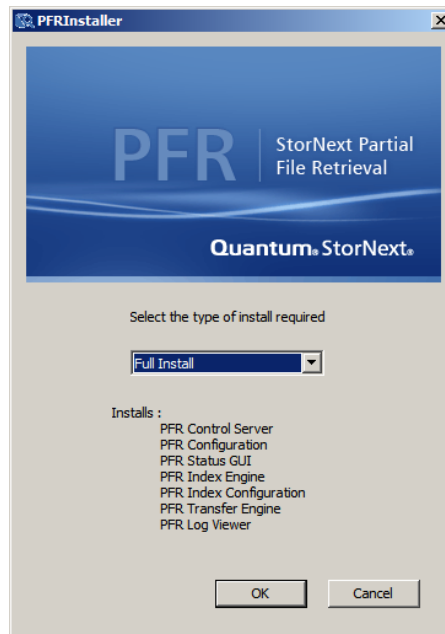 PFRInstaller
PFR
StorNext Partial
File Retrieval
Quantum® StorNext®
Select the type of install required
Full Install
Installs :
PFR Control Server
PFR Configuration
PFR Status GUI
PFR Index Engine
PFR Index Configuration
PFR Transfer Engine
PFR Log Viewer
OK Cancel